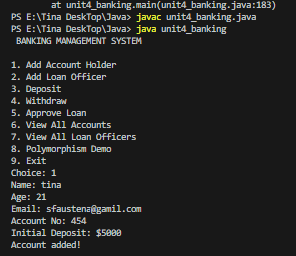 at unit4_banking.main(unit4_banking.java:183)
PS E:\Tina DeskTop\Java> javac unit4_banking.java
PS E:\Tina DeskTop\Java> java unit4_banking
BANKING MANAGEMENT SYSTEM
1. Add Account Holder
2. Add Loan Officer
3. Deposit
4. Withdraw
5. Approve Loan
6. View All Accounts
7. View All Loan Officers
8. Polymorphism Demo
9. Exit
Choice: 1
Name: tina
Age: 21
Email: sfaustena@gamil.com
Account No: 454
Initial Deposit: $5000
Account added!